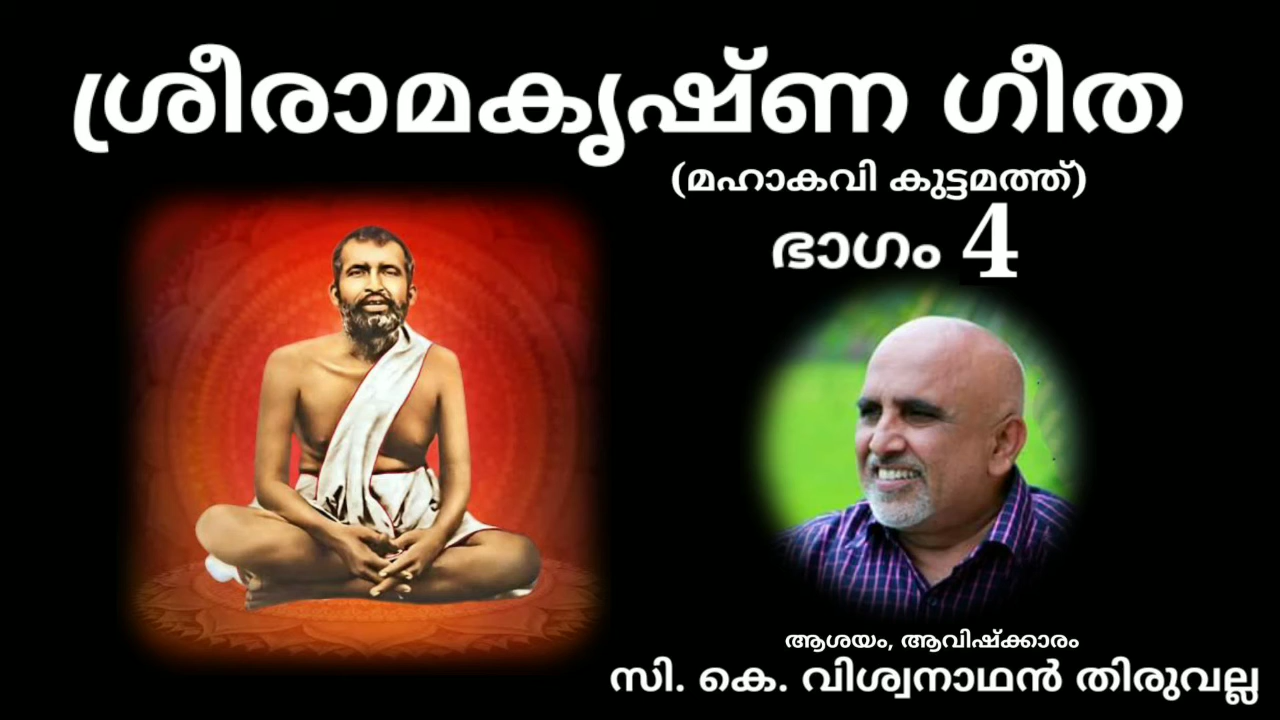 ശ്രീരാമകൃഷ്ണ ഗീത
(മഹാകവി കുട്ടമത്ത്)
ഭാഗം 4
ആശയം, ആവിഷ്ക്കാരം
സി. കെ. വിശ്വനാഥൻ തിരുവല്ല